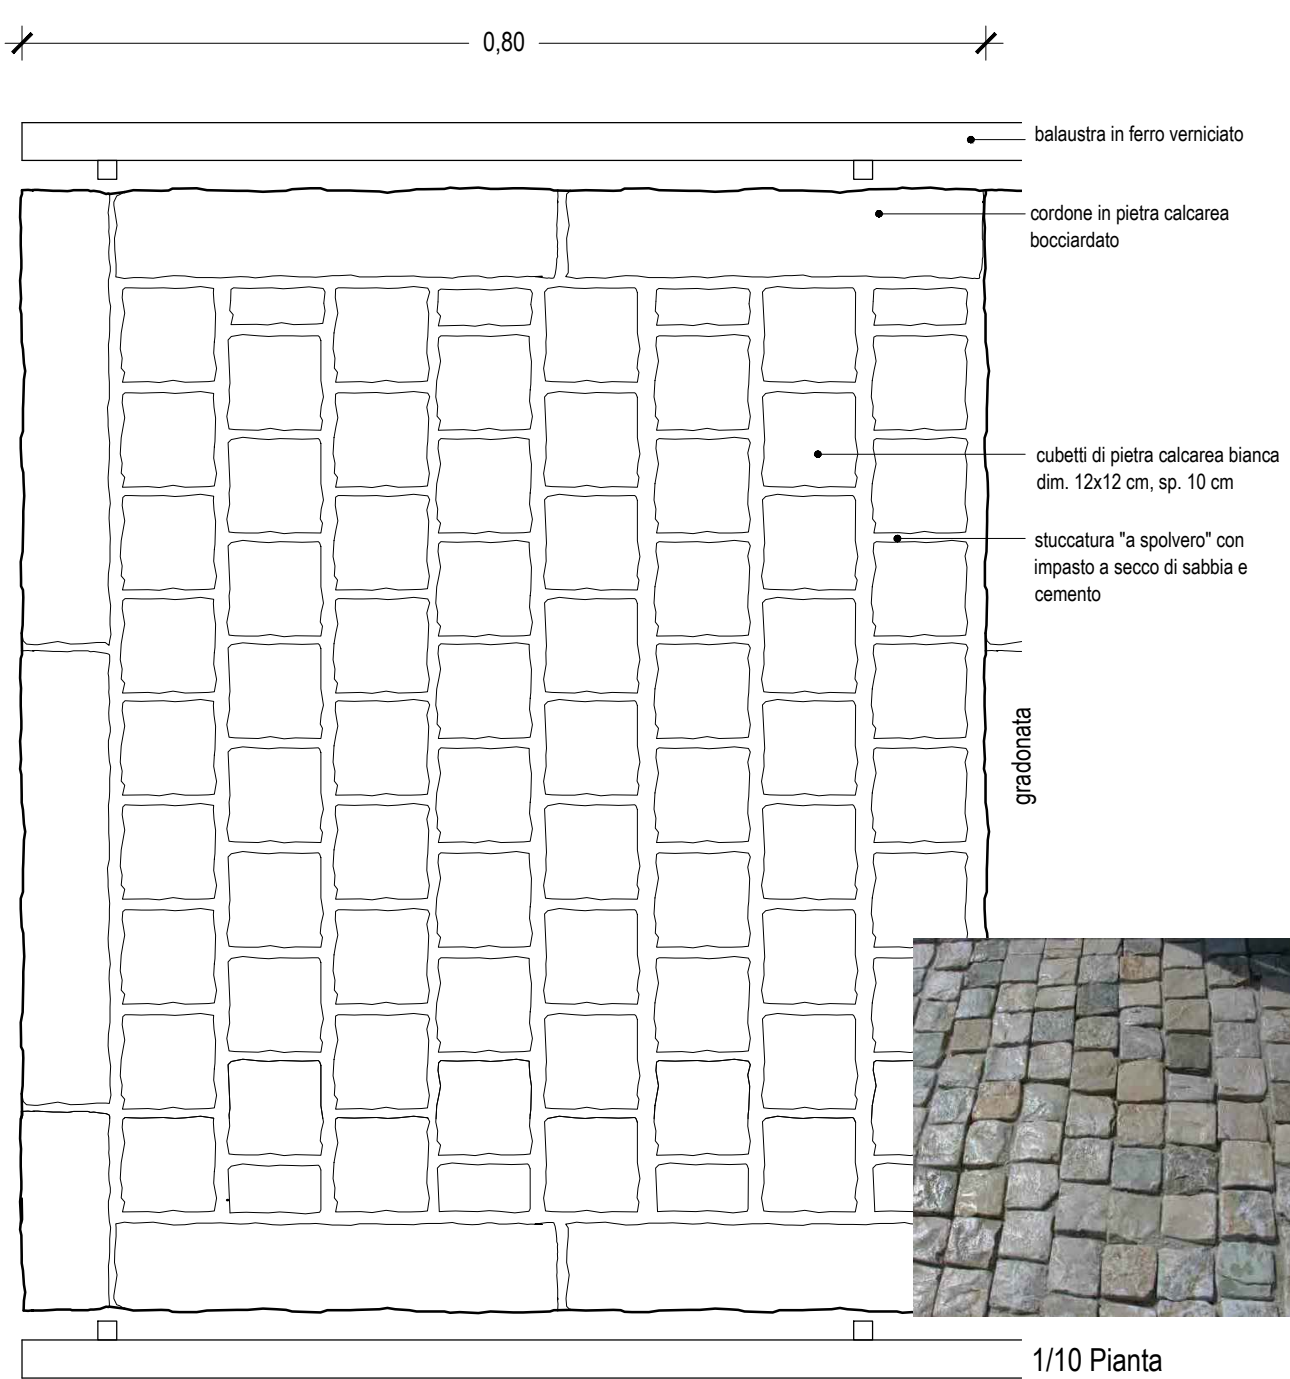 0,80
balaustra in ferro verniciato
cordone in pietra calcarea
bocciardato
cubetti di pietra calcarea bianca
dim. 12x12 cm, sp. 10 cm
stuccatura "a spolvero" con
impasto a secco di sabbia e
cemento
gradonata
1/10 Pianta